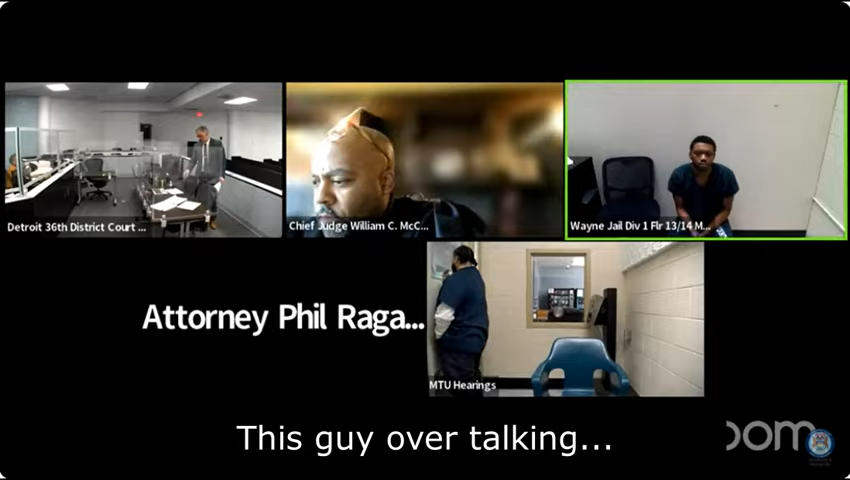 Detroit 36th District Court ...
Chief Judge William C. McC...
Wayne Jail Div 1 Flr 13/14 M...
Attorney Phil Raga...
MTU Hearings
This guy over talking...
oom